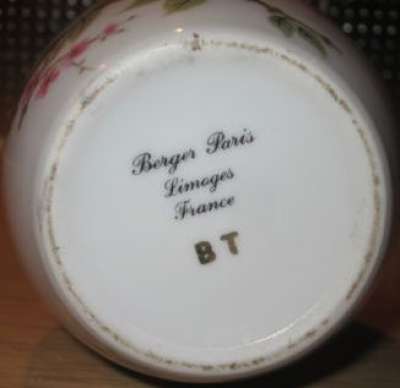 Berger Paris
Limoges
France
BT